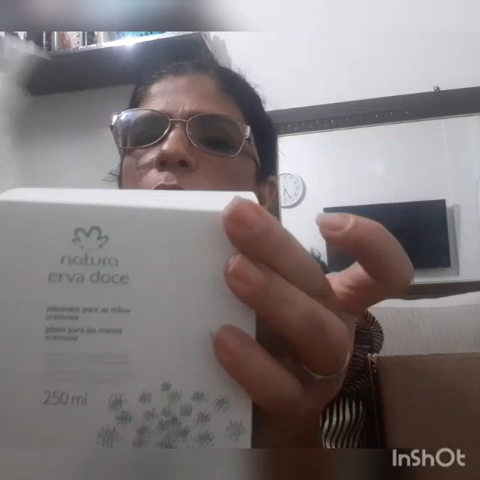 natura
erva doce
sabonete para as mãos
cremoso
jabón para las manos
cremoso
250 ml
InShOt